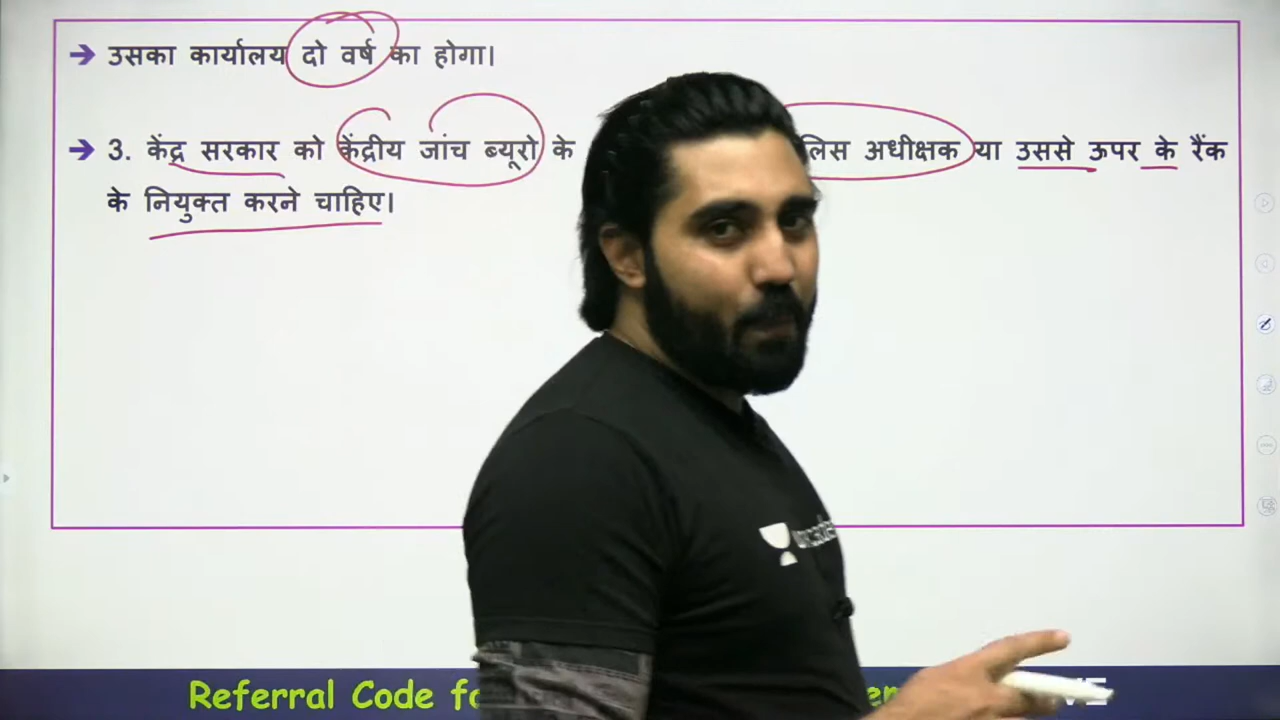 → उसका कार्यालय दो वर्ष का होगा।
→ 3. केंद्र सरकार को केंद्रीय जांच ब्यूरो के लिस अधीक्षक या उससे ऊपर के रैंक
के नियुक्त करने चाहिए।
Referral Code fo